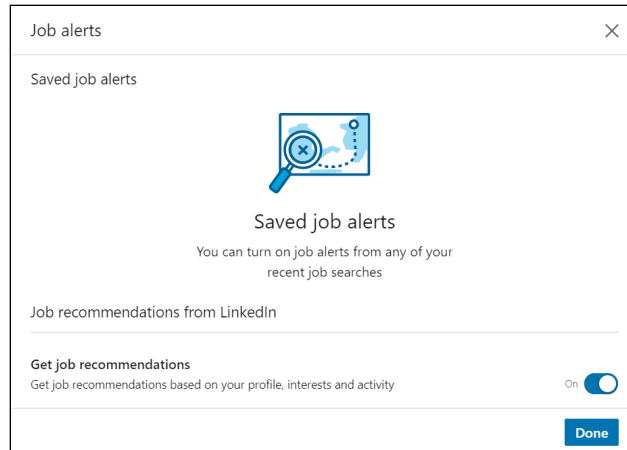 Job alerts
Saved job alerts
Saved job alerts
You can turn on job alerts from any of your
recent job searches
Job recommendations from LinkedIn
Get job recommendations
Get job recommendations based on your profile, interests and activity
On
Done